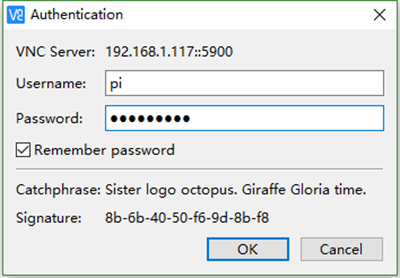 Authentication
VNC Server: 192.168.1.117::5900
Username: pi
Password: ●●●●●●●●●
Remember password
Catchphrase: Sister logo octopus. Giraffe Gloria time.
Signature: 8b-6b-40-50-f6-9d-8b-f8
OK Cancel